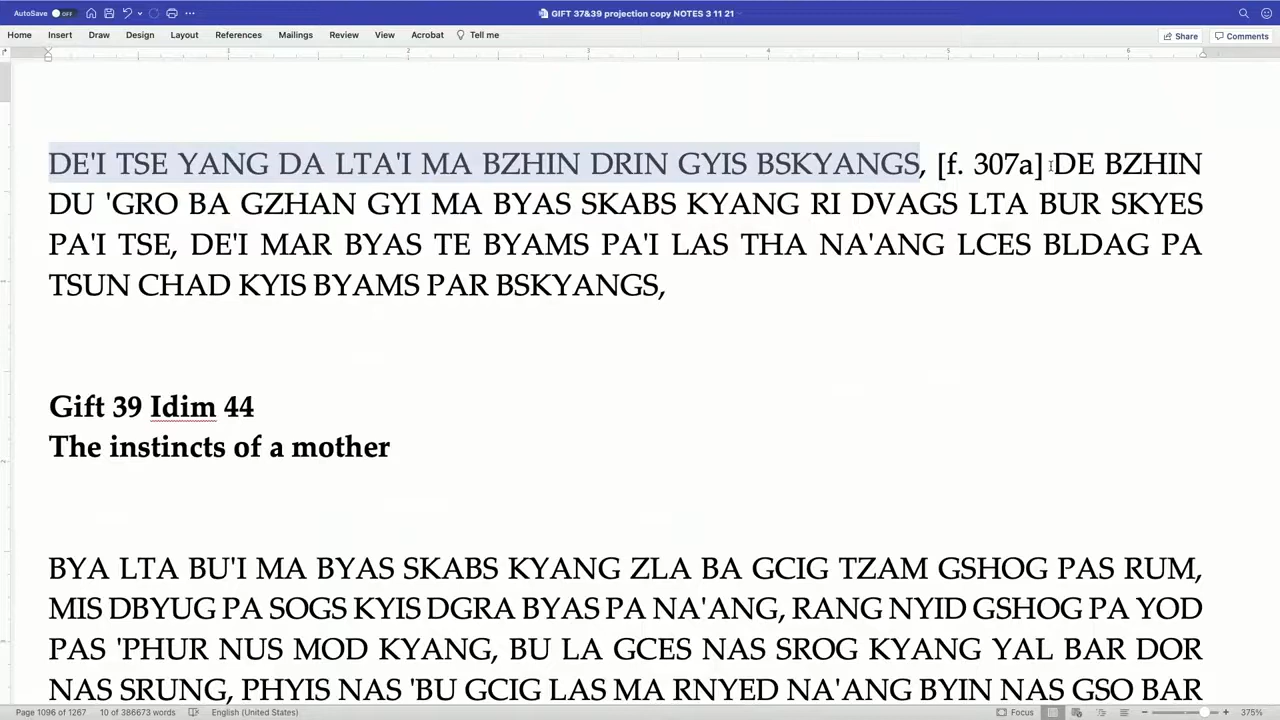 AutoSave OFF
GIFT 37&39 projection copy NOTES 3 11 21
Home Insert Draw Design Layout References Mailings Review View Acrobat Tell me Share Comments
1 2 3 4 5 6
DE'I TSE YANG DA LTA'I MA BZHIN DRIN GYIS BSKYANGS, [f. 307a] DE BZHIN
DU 'GRO BA GZHAN GYI MA BYAS SKABS KYANG RI DVAGS LTA BUR SKYES
PA'I TSE, DE'I MAR BYAS TE BYAMS PA'I LAS THA NA'ANG LCES BLDAG PA
TSUN CHAD KYIS BYAMS PAR BSKYANGS,
Gift 39 Idim 44
The instincts of a mother
BYA LTA BU'I MA BYAS SKABS KYANG ZLA BA GCIG TZAM GSHOG PAS RUM,
MIS DBYUG PA SOGS KYIS DGRA BYAS PA NA'ANG, RANG NYID GSHOG PA YOD
PAS 'PHUR NUS MOD KYANG, BU LA GCES NAS SROG KYANG YAL BAR DOR
NAS SRUNG, PHYIS NAS 'BU GCIG LAS MA RNYED NA'ANG BYIN NAS GSO BAR
Page 1096 of 1267 10 of 386673 words English (United States) Focus 375%